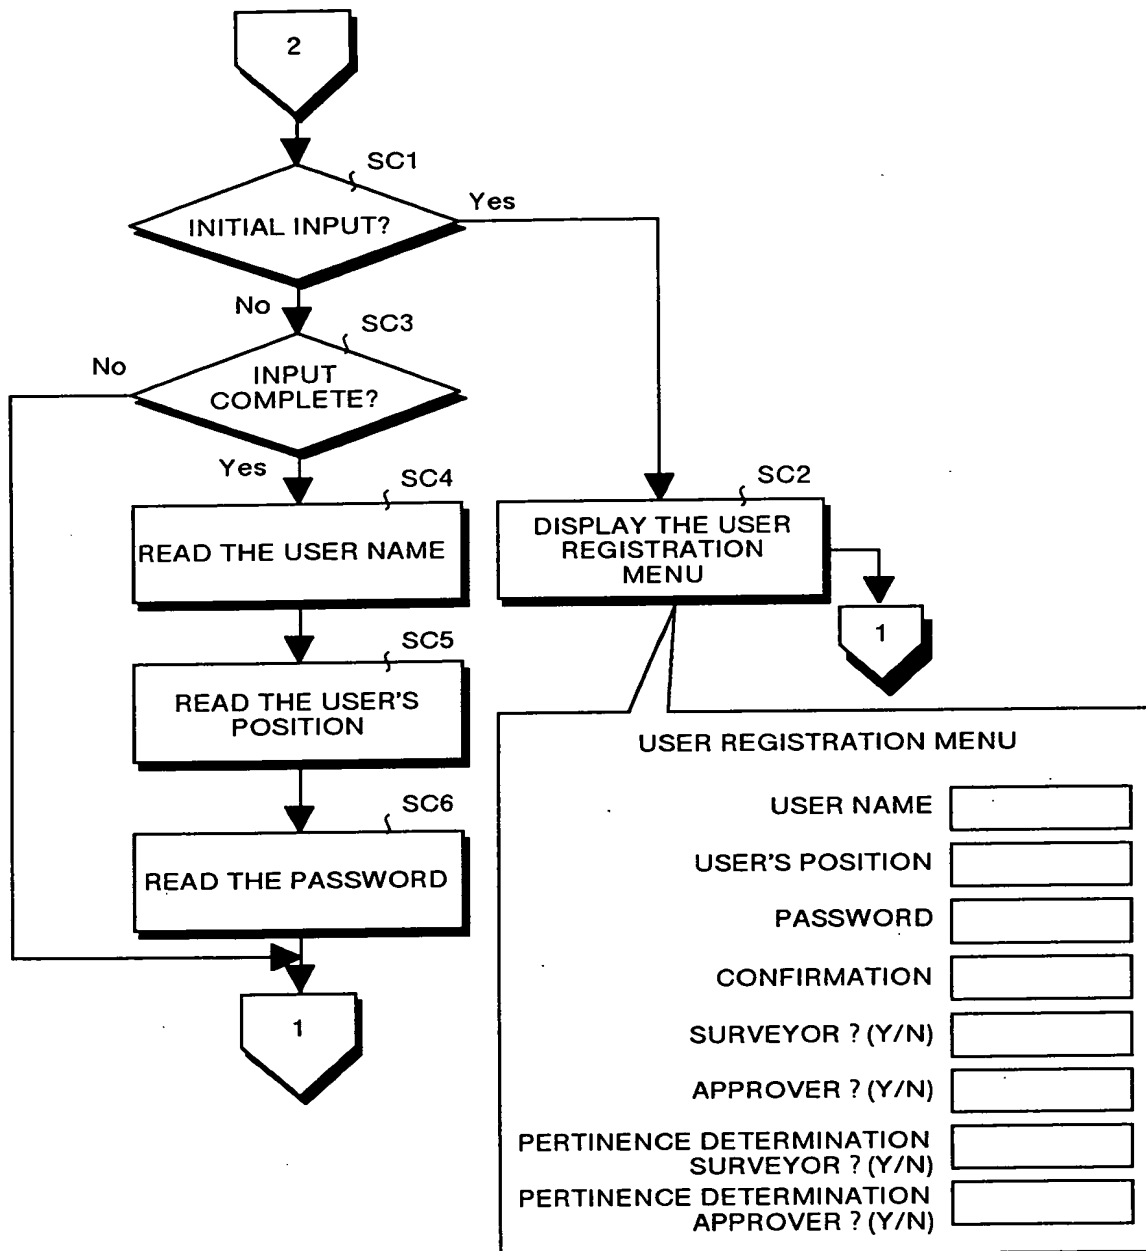 2
SC1
INITIAL INPUT?
Yes
No
SC3
No
INPUT
COMPLETE?
Yes
SC4
READ THE USER NAME
SC2
DISPLAY THE USER
REGISTRATION
MENU
1
SC5
READ THE USER'S
POSITION
SC6
READ THE PASSWORD
1
USER REGISTRATION MENU
USER NAME
USER'S POSITION
PASSWORD
CONFIRMATION
SURVEYOR ? (Y/N)
APPROVER ? (Y/N)
PERTINENCE DETERMINATION
SURVEYOR ? (Y/N)
PERTINENCE DETERMINATION
APPROVER ? (Y/N)